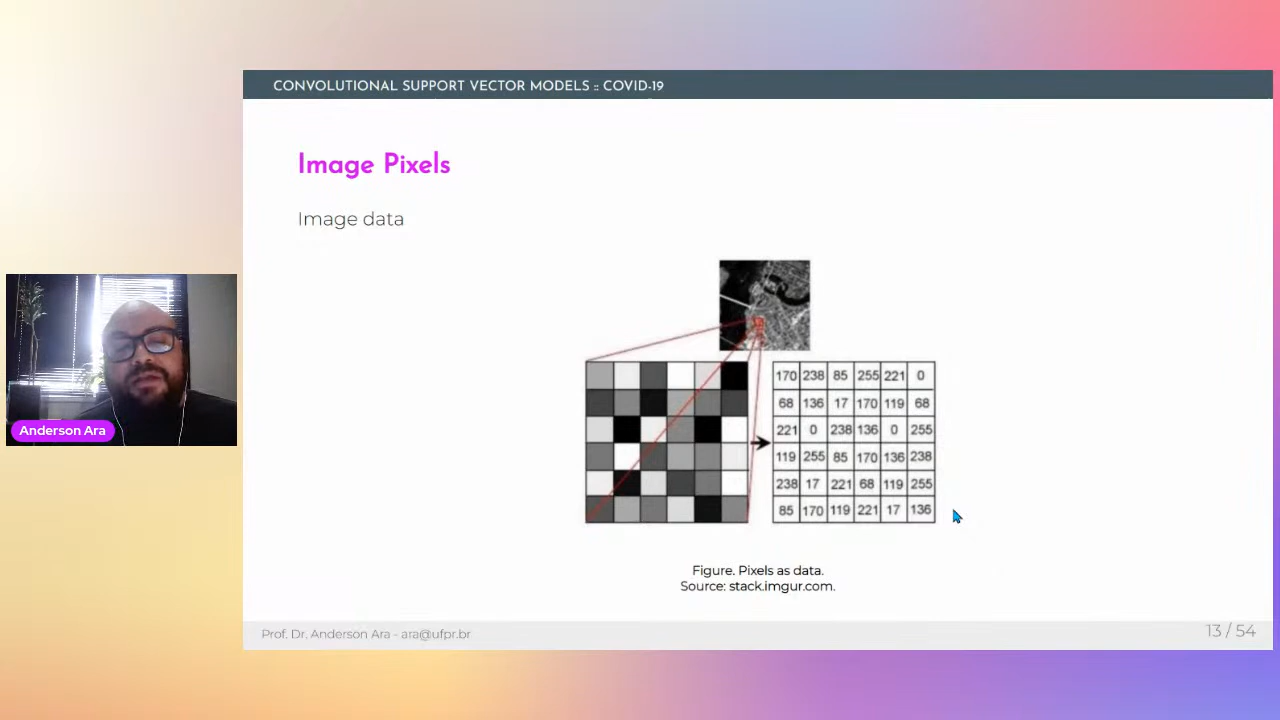 CONVOLUTIONAL SUPPORT VECTOR MODELS :: COVID-19
Image Pixels
Image data
170 238 85 255 221 0
68 136 17 170 119 68
221 0 238 136 0 255
119 255 85 170 136 238
238 17 221 68 119 255
85 170 119 221 17 136
Figure. Pixels as data.
Source: stack.imgur.com.
Anderson Ara
Prof. Dr. Anderson Ara - ara@ufpr.br
13 / 54